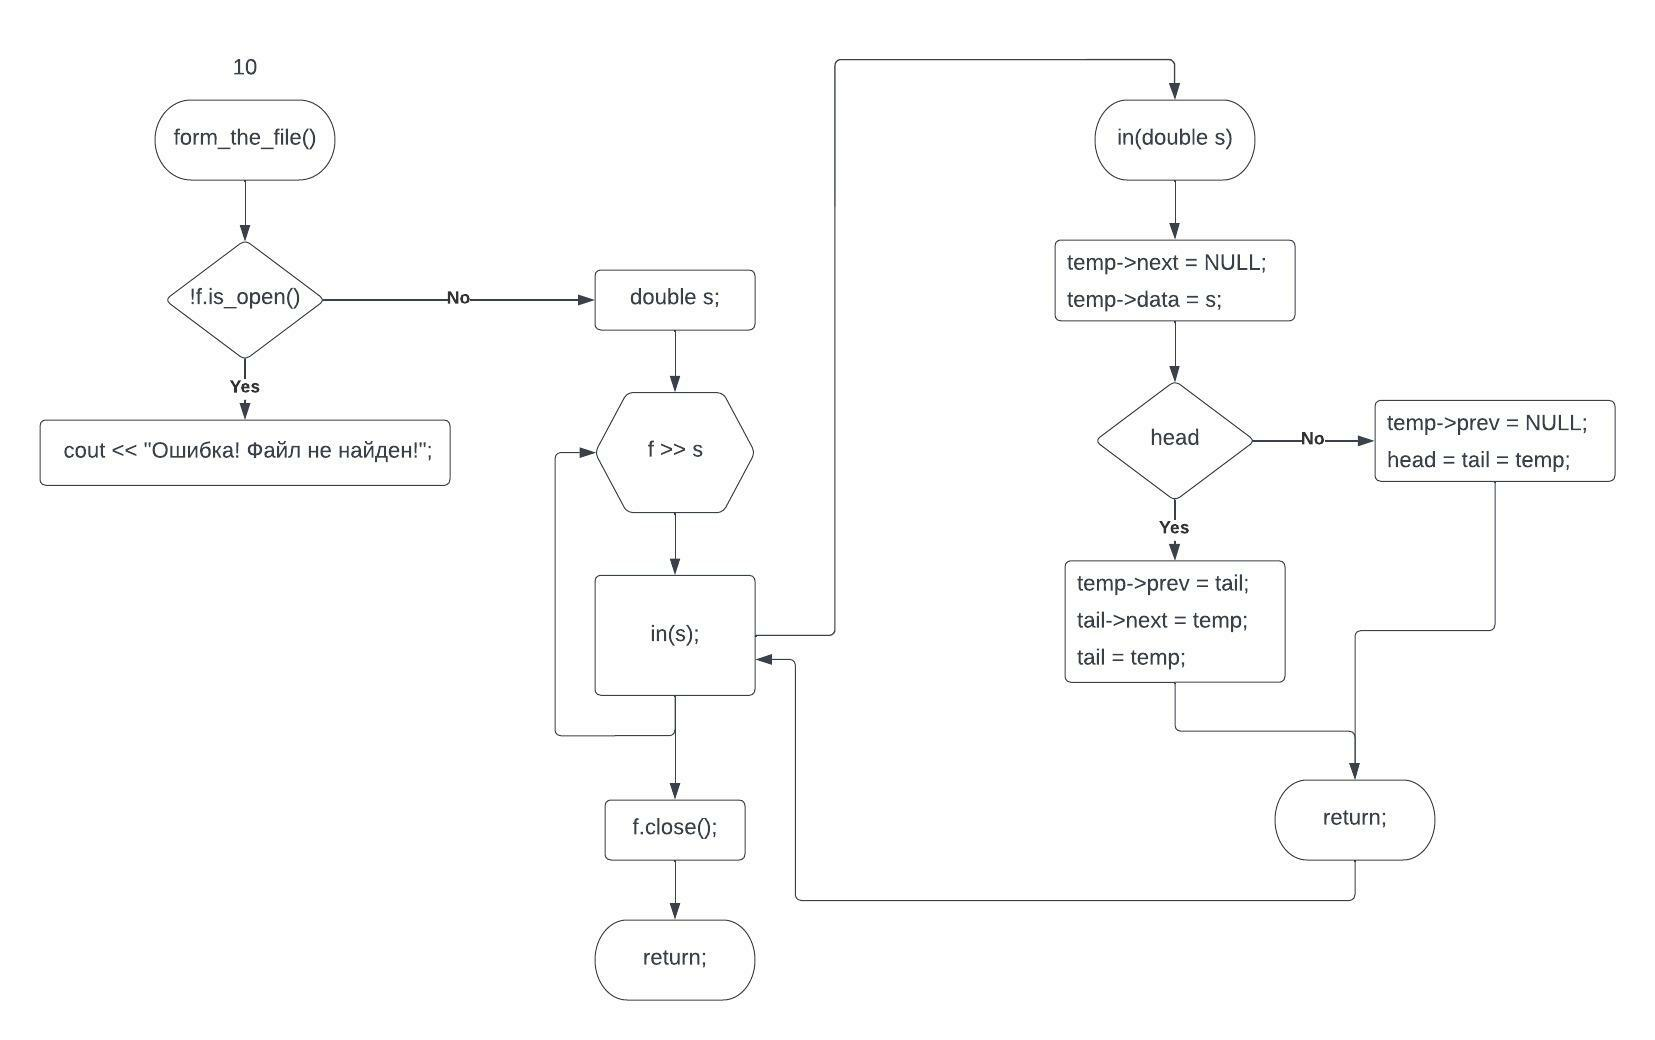 10
form_the_file()
!f.is_open()
No
Yes
cout << "Ошибка! Файл не найден!";
double s;
f >> s
in(s);
f.close();
return;
in(double s)
temp->next = NULL;
temp->data = s;
head
No
temp->prev = NULL;
head = tail = temp;
Yes
temp->prev = tail;
tail->next = temp;
tail = temp;
return;